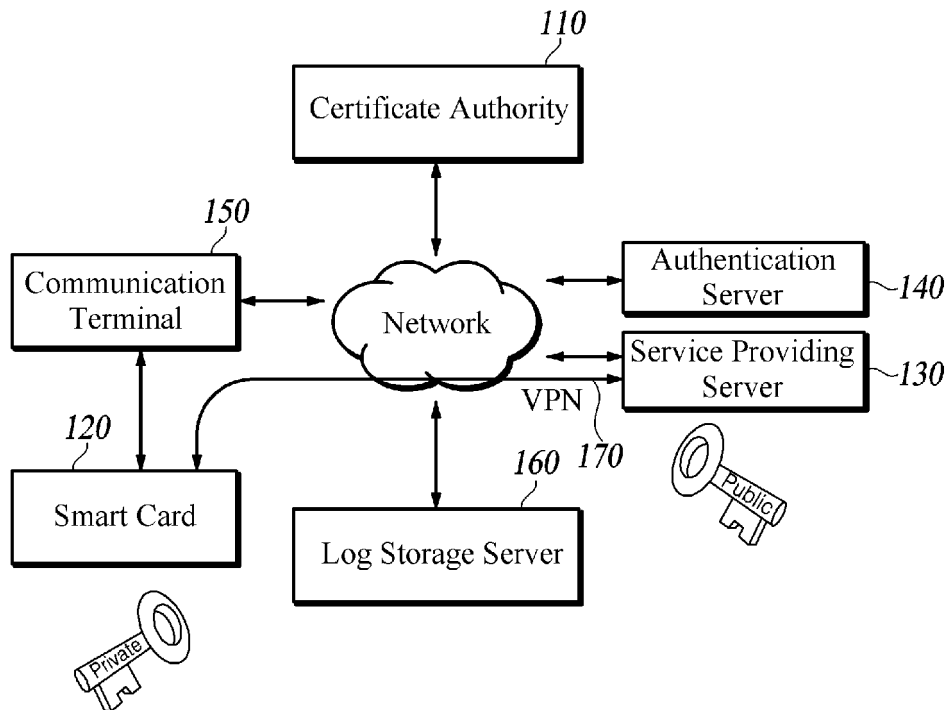 110
Certificate Authority
150
Communication
Terminal
Network
Authentication
Server
140
Service Providing
Server
130
VPN
170
120
Smart Card
160
Log Storage Server
Public
Private